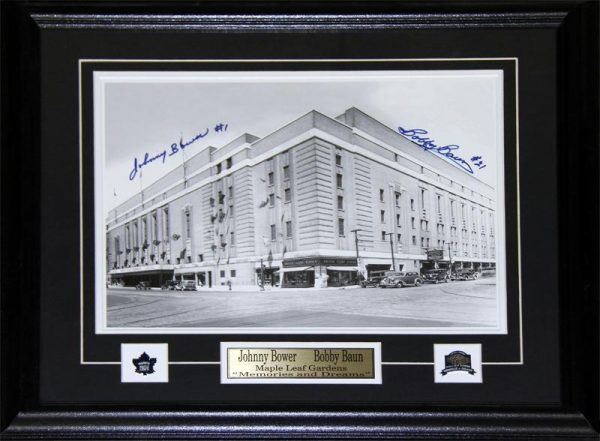 Johnny Bower #1
Bobby Baun #21
Johnny Bower Bobby Baun
Maple Leaf Gardens
"Memories and Dreams"